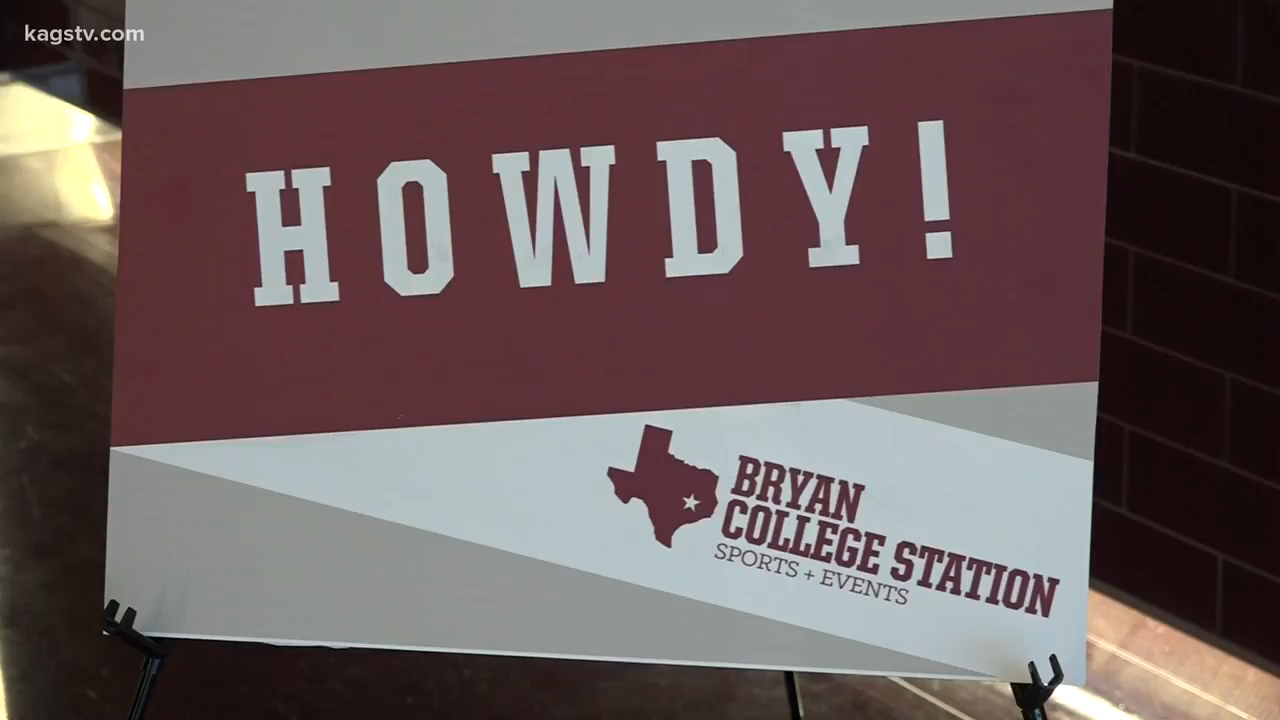 kagstv.com
HOWDY!
BRYAN
COLLEGE STATION
SPORTS + EVENTS